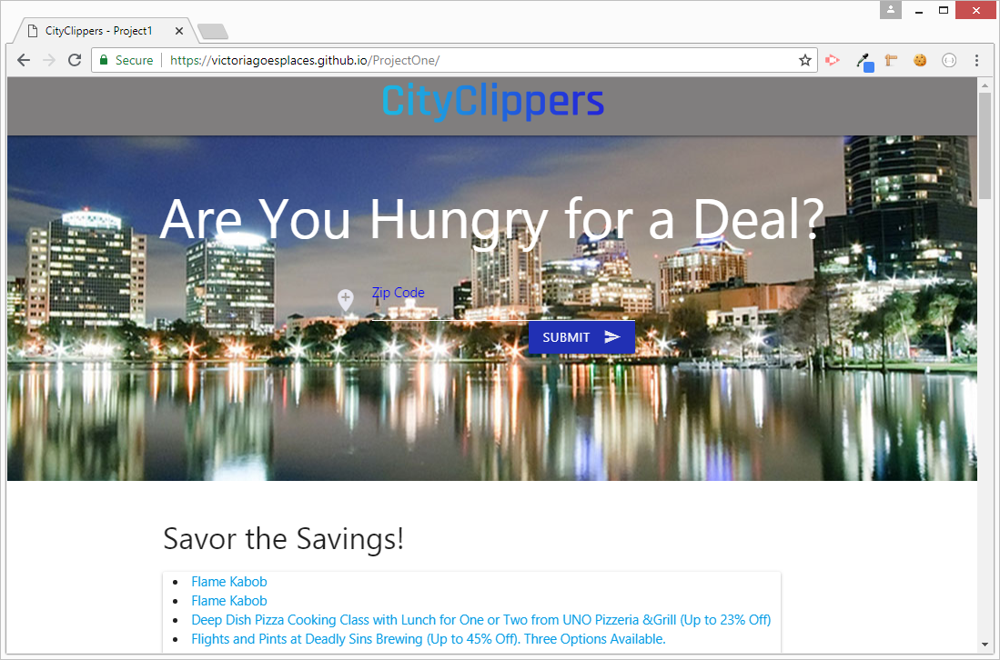 CityClippers - Project1
Secure https://victoriagoesplaces.github.io/ProjectOne/
CityClippers
Are You Hungry for a Deal?
Zip Code
SUBMIT
Savor the Savings!
Flame Kabob
Flame Kabob
Deep Dish Pizza Cooking Class with Lunch for One or Two from UNO Pizzeria &Grill (Up to 23% Off)
Flights and Pints at Deadly Sins Brewing (Up to 45% Off). Three Options Available.